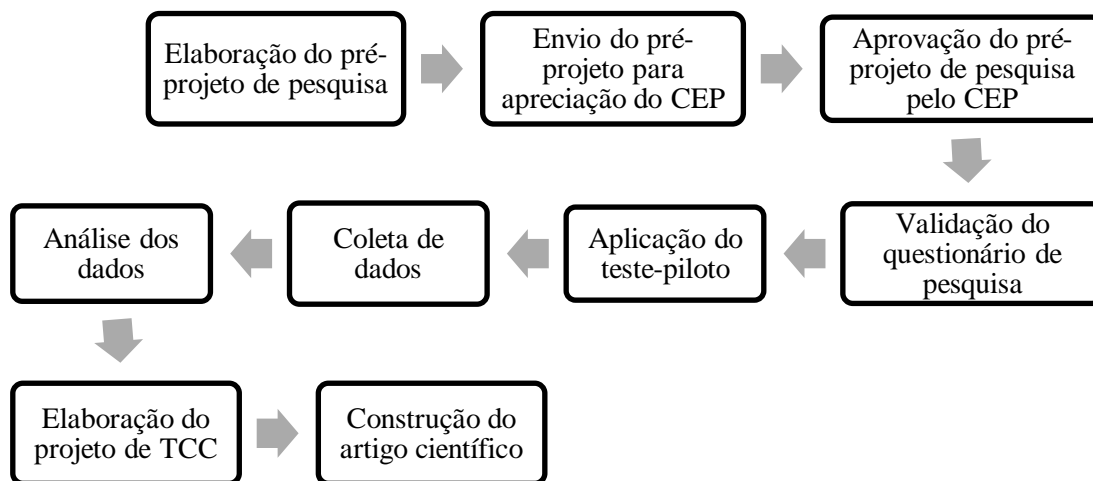 Elaboração do pré-
projeto de pesquisa
Envio do pré-
projeto para
apreciação do CEP
Aprovação do pré-
projeto de pesquisa
pelo CEP
Validação do
questionário de
pesquisa
Aplicação do
teste-piloto
Coleta de
dados
Análise dos
dados
Elaboração do
projeto de TCC
Construção do
artigo científico